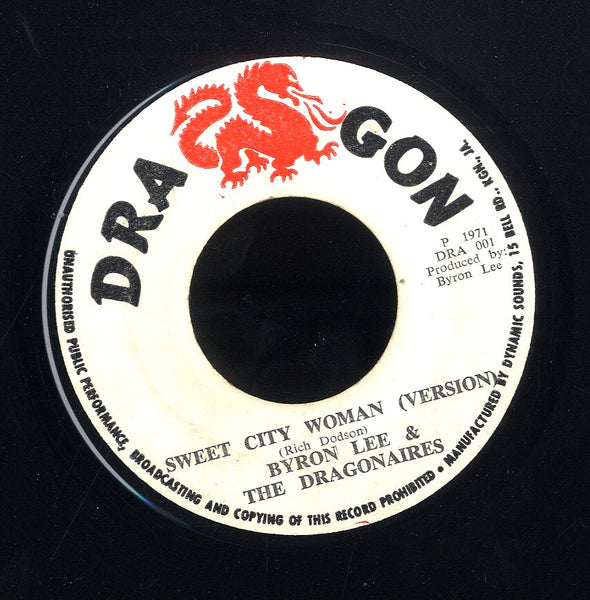 DRAGON
P 1971
DRA 001
Produced by:
Byron Lee
SWEET CITY WOMAN (VERSION)
(Rich Dodson)
BYRON LEE &
THE DRAGONAIRES
UNAUTHORISED PUBLIC PERFORMANCE, BROADCASTING AND COPYING OF THIS RECORD PROHIBITED • MANUFACTURED BY DYNAMIC SOUNDS, 15 BELL RD., KGN., JA.